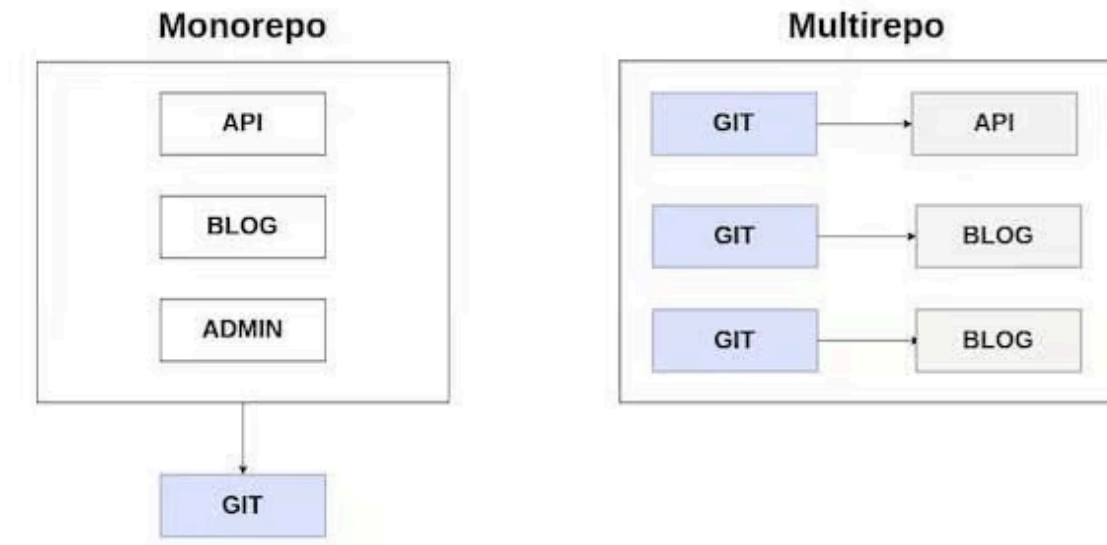 Monorepo
API
BLOG
ADMIN
GIT
Multirepo
GIT
API
GIT
BLOG
GIT
BLOG